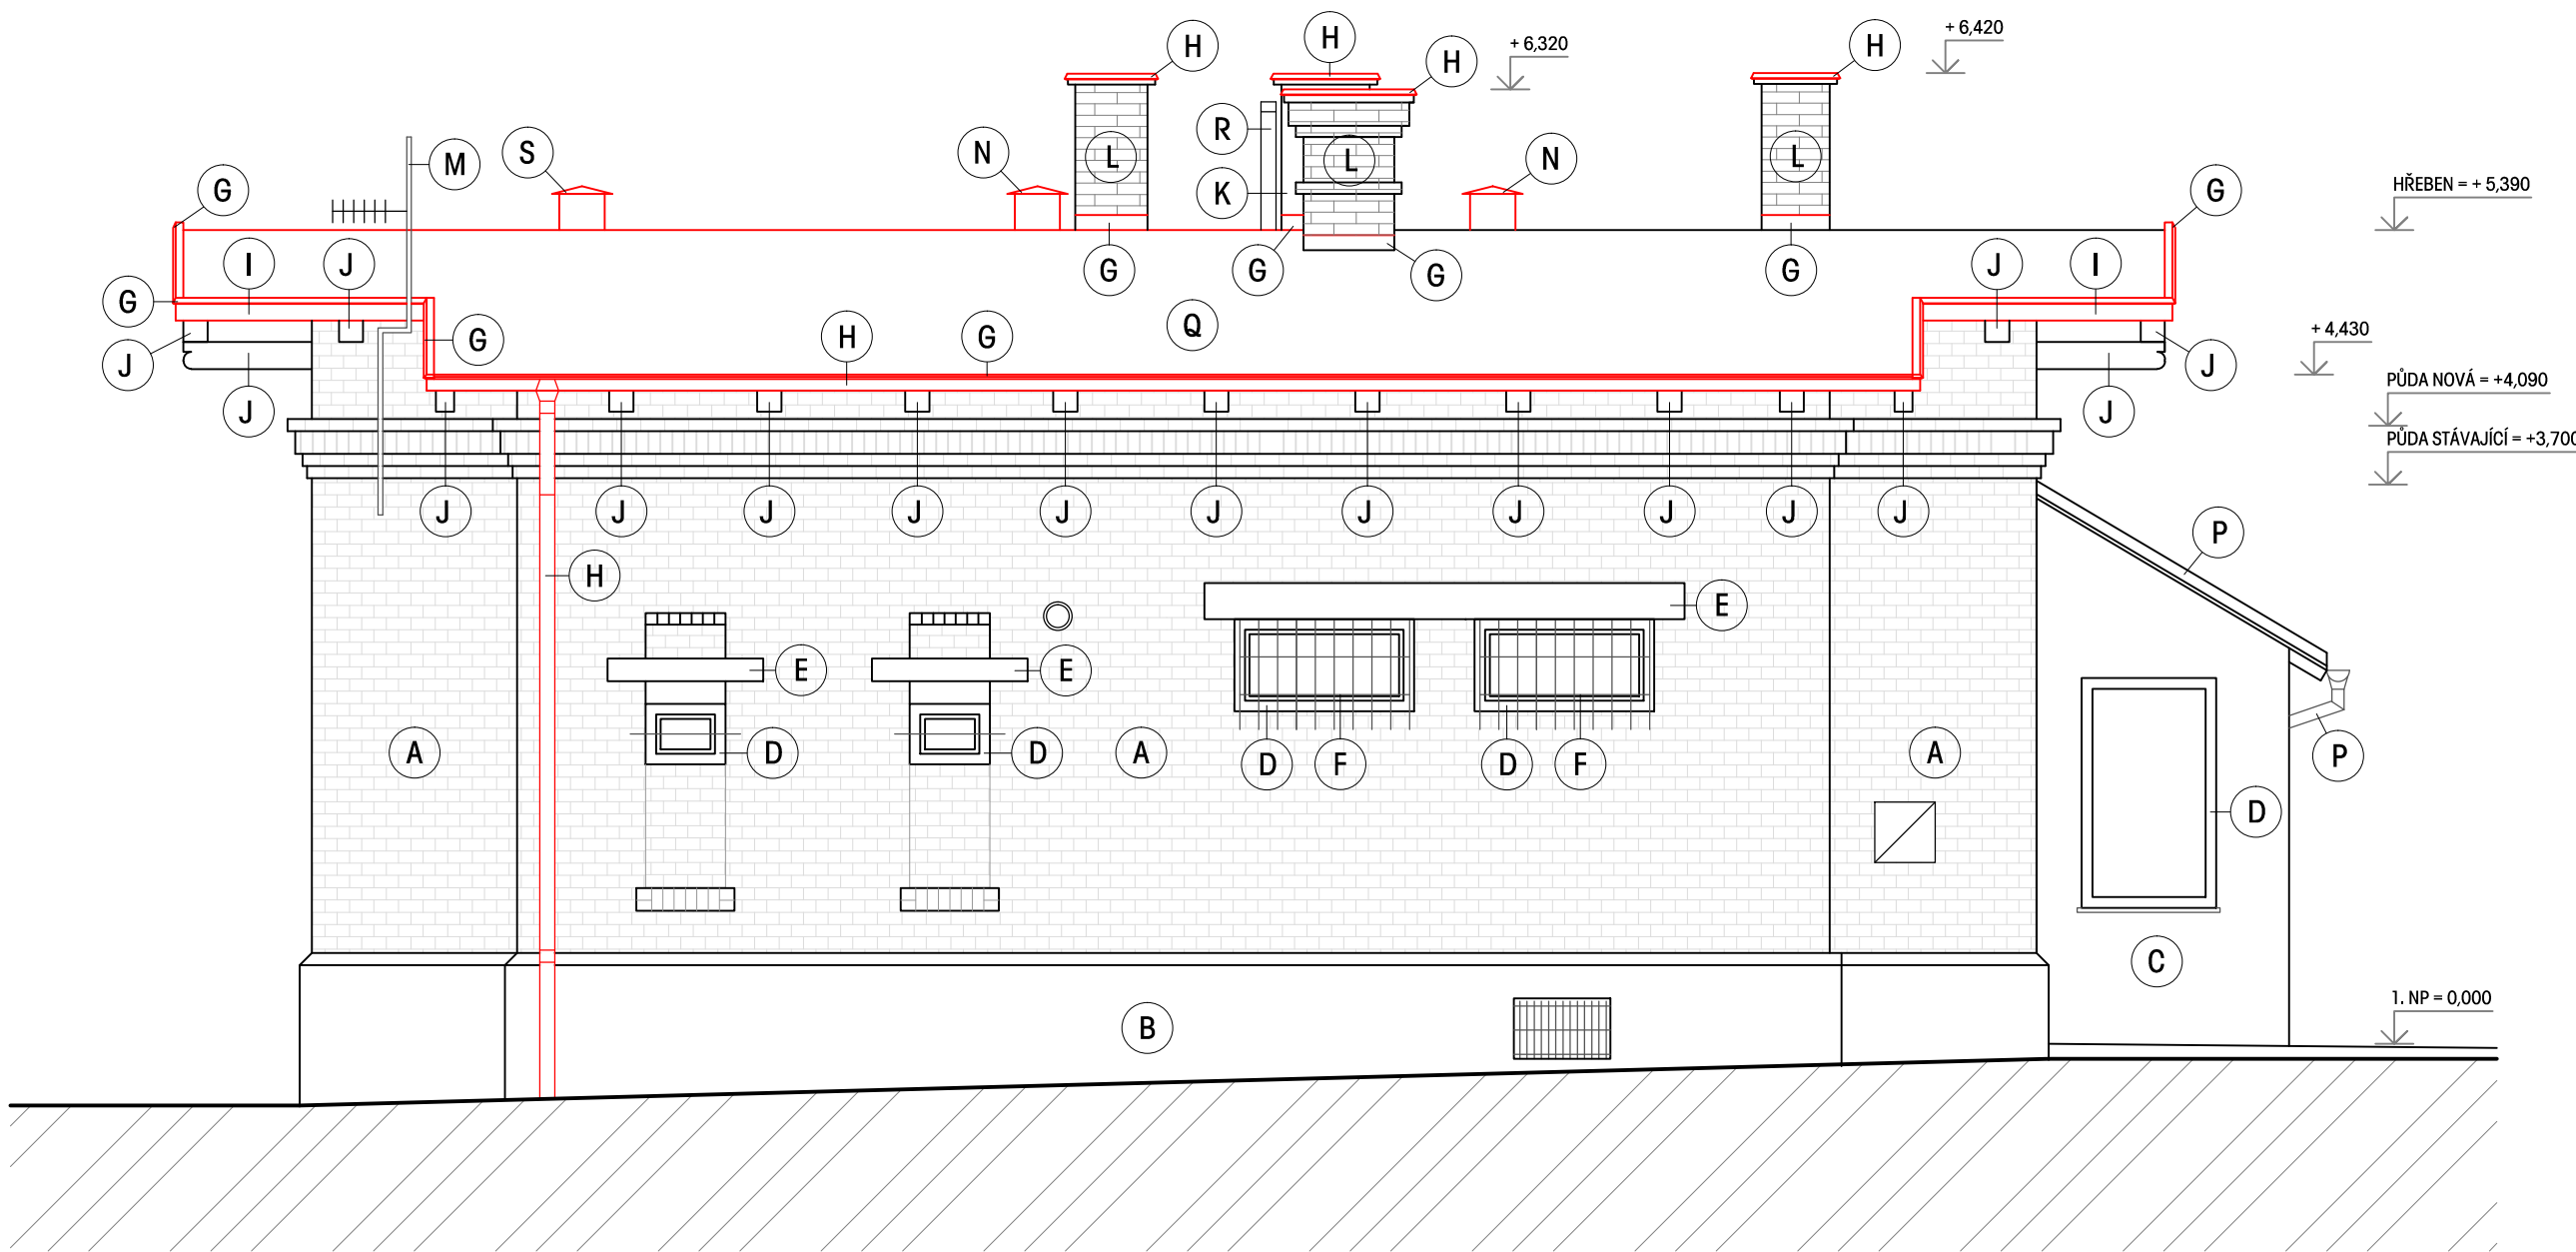 + 6,420
H
H
H
H
+ 6,320
H
R
M
S
N
L
L
L
N
HŘEBEN = + 5,390
G
K
G
I
J
G
G
G
G
J
I
G
Q
+ 4,430
H
G
G
J
J
PŮDA NOVÁ = +4,090
J
J
PŮDA STÁVAJÍCÍ = +3,700
J
J
J
J
J
J
J
J
J
J
J
P
H
E
E
E
A
D
D
A
D
F
D
F
A
P
D
C
1. NP = 0,000
B